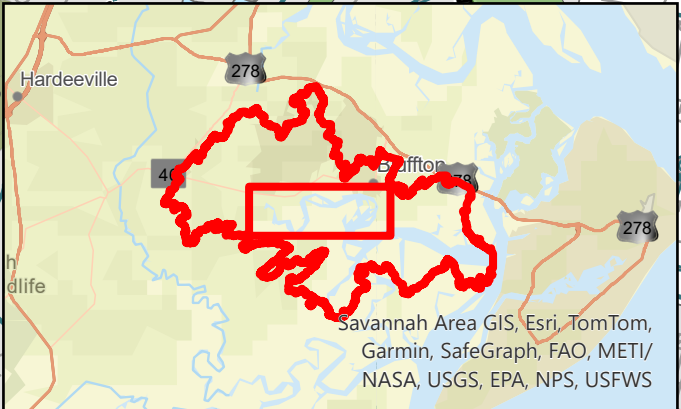 278
Hardeeville
46
Bluffton
278
278
h
dlife
Savannah Area GIS, Esri, TomTom,
Garmin, SafeGraph, FAO, METI/
NASA, USGS, EPA, NPS, USFWS